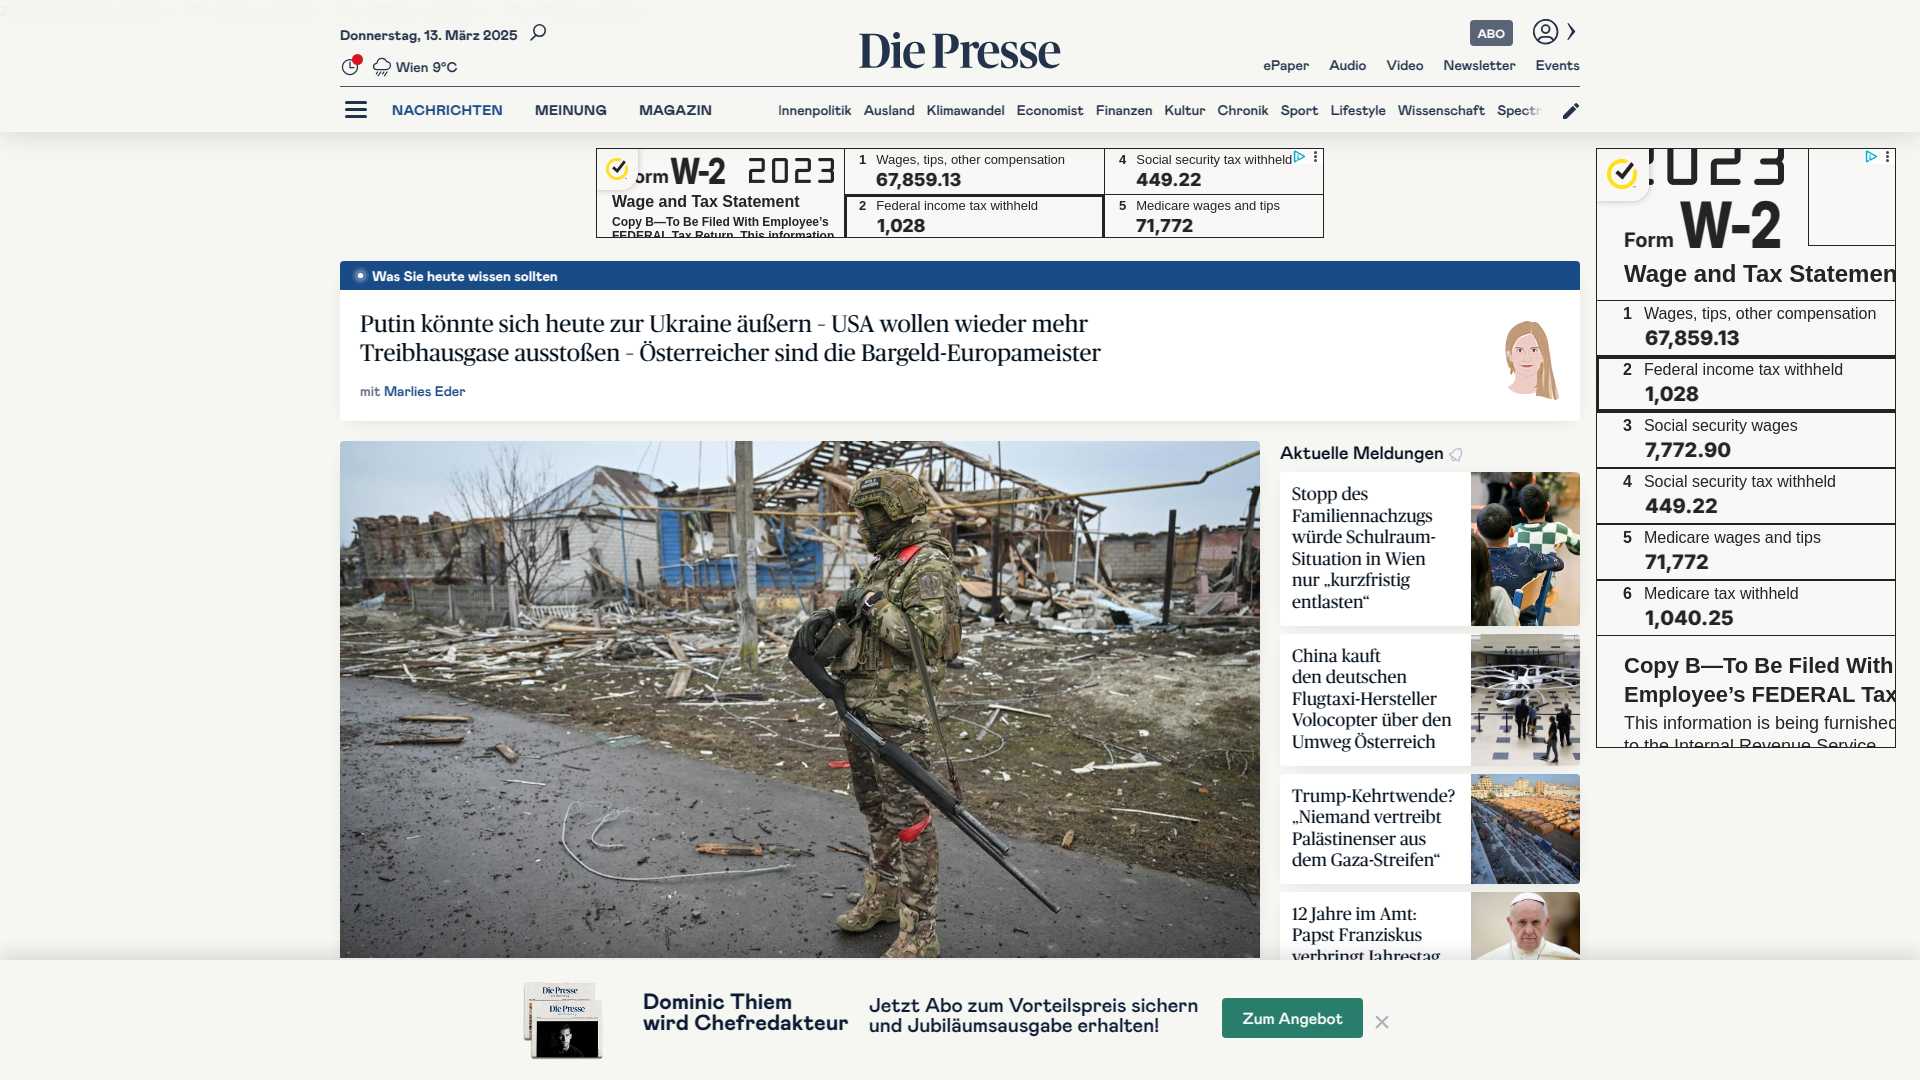 Donnerstag, 13. März 2025
Wien 9°C
Die Presse
ABO
ePaper Audio Video Newsletter Events
NACHRICHTEN MEINUNG MAGAZIN
Innenpolitik Ausland Klimawandel Economist Finanzen Kultur Chronik Sport Lifestyle Wissenschaft Spectr
orm W-2 2023
Wage and Tax Statement
Copy B—To Be Filed With Employee’s
FEDERAL Tax Return. This information
1 Wages, tips, other compensation
67,859.13
2 Federal income tax withheld
1,028
4 Social security tax withheld
449.22
5 Medicare wages and tips
71,772
2023
Form W-2
Wage and Tax Statemen
1 Wages, tips, other compensation
67,859.13
2 Federal income tax withheld
1,028
3 Social security wages
7,772.90
4 Social security tax withheld
449.22
5 Medicare wages and tips
71,772
6 Medicare tax withheld
1,040.25
Copy B—To Be Filed With
Employee’s FEDERAL Tax
This information is being furnished
to the Internal Revenue Service
Was Sie heute wissen sollten
Putin könnte sich heute zur Ukraine äußern – USA wollen wieder mehr
Treibhausgase ausstoßen – Österreicher sind die Bargeld-Europameister
mit Marlies Eder
Aktuelle Meldungen
Stopp des
Familiennachzugs
würde Schulraum-
Situation in Wien
nur „kurzfristig
entlasten“
China kauft
den deutschen
Flugtaxi-Hersteller
Volocopter über den
Umweg Österreich
Trump-Kehrtwende?
„Niemand vertreibt
Palästinenser aus
dem Gaza-Streifen“
12 Jahre im Amt:
Papst Franziskus
verbringt Jahrestag
Die Presse
Die Presse
Dominic Thiem
wird Chefredakteur
Jetzt Abo zum Vorteilspreis sichern
und Jubiläumsausgabe erhalten!
Zum Angebot